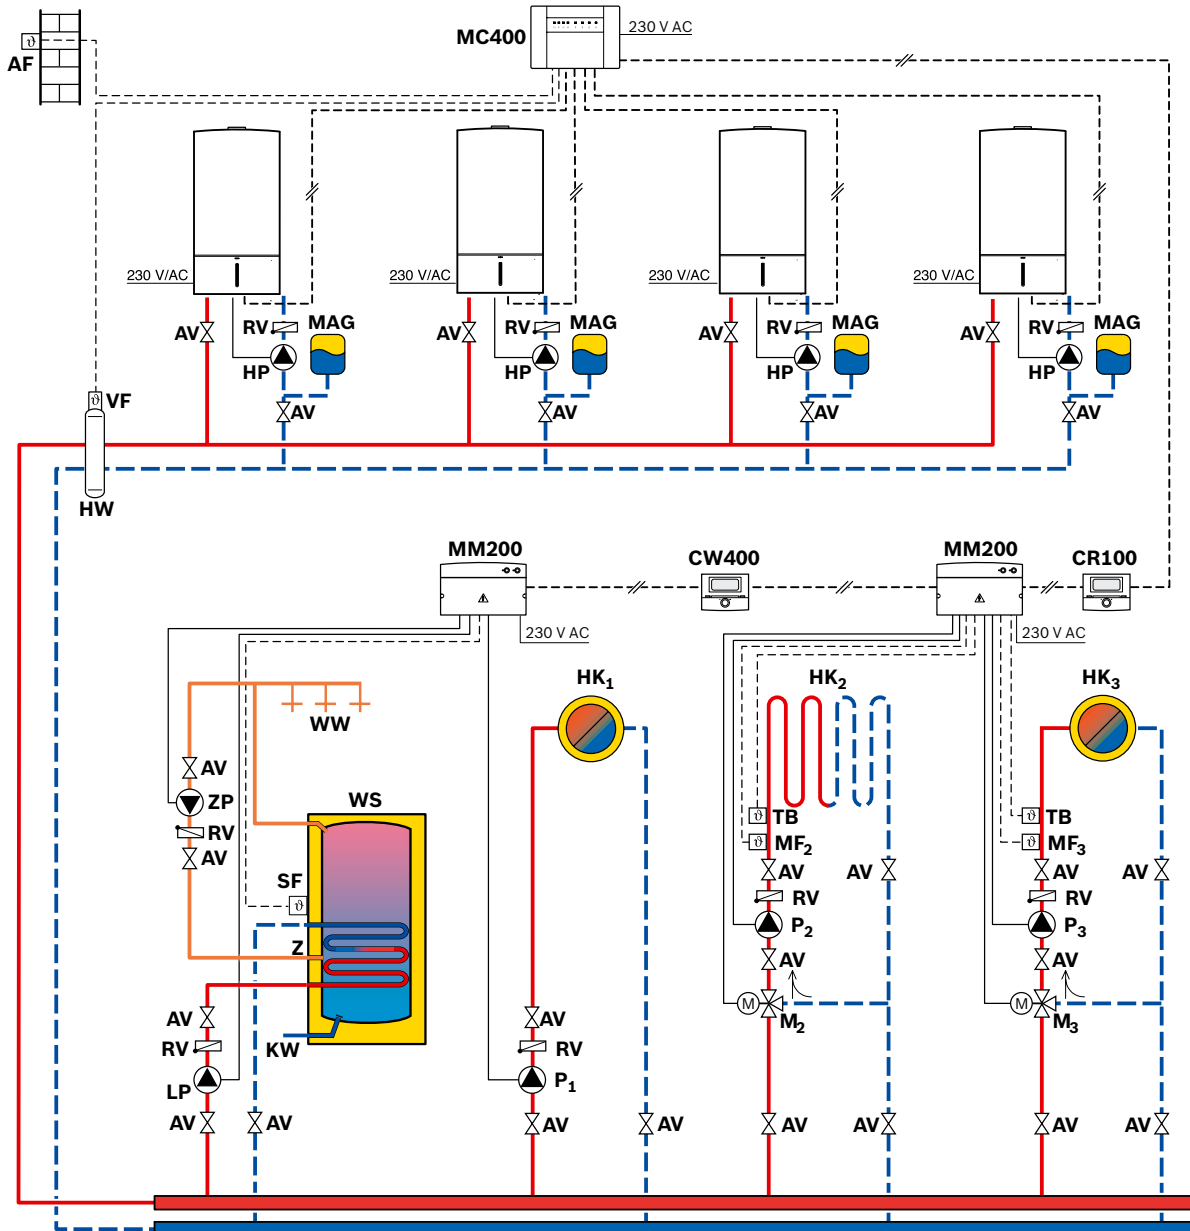 MC400
230 V AC
ϑ
AF
230 V/AC
230 V/AC
230 V/AC
230 V/AC
AV
RV
MAG
AV
RV
MAG
AV
RV
MAG
AV
RV
MAG
HP
HP
HP
HP
ϑ
VF
AV
AV
AV
AV
HW
MM200
CW400
MM200
CR100
230 V AC
230 V AC
HK1
HK2
HK3
WW
AV
ZP
WS
RV
AV
ϑ
TB
ϑ
TB
ϑ
MF2
ϑ
MF3
AV
AV
AV
AV
SF
ϑ
RV
RV
P2
P3
Z
AV
AV
M
M2
M
M3
AV
AV
RV
KW
RV
LP
P1
AV
AV
AV
AV
AV
AV
AV
AV